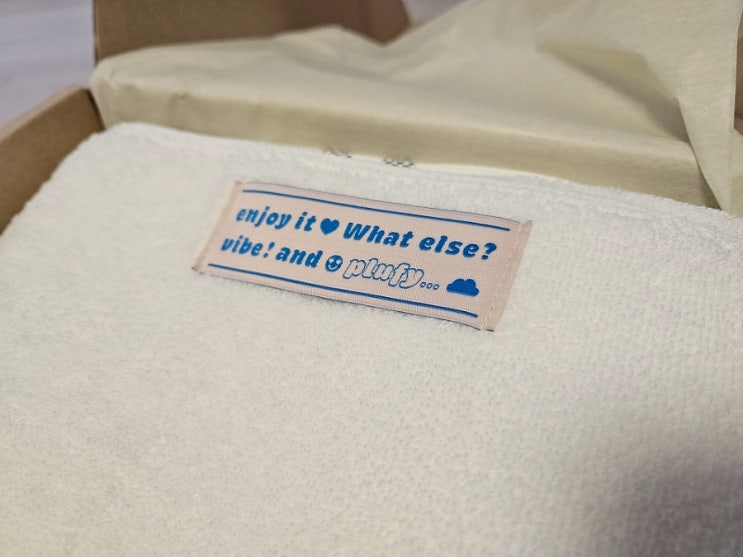 enjoy it ♥ What else?
vibe! and plufy...